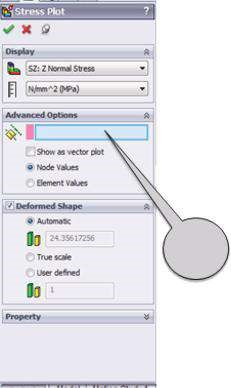 Stress Plot ?
Display
SZ: Z Normal Stress
N/mm^2 (MPa)
Advanced Options
Show as vector plot
Node Values
Element Values
Deformed Shape
Automatic
24.35617256
True scale
User defined
1
Property